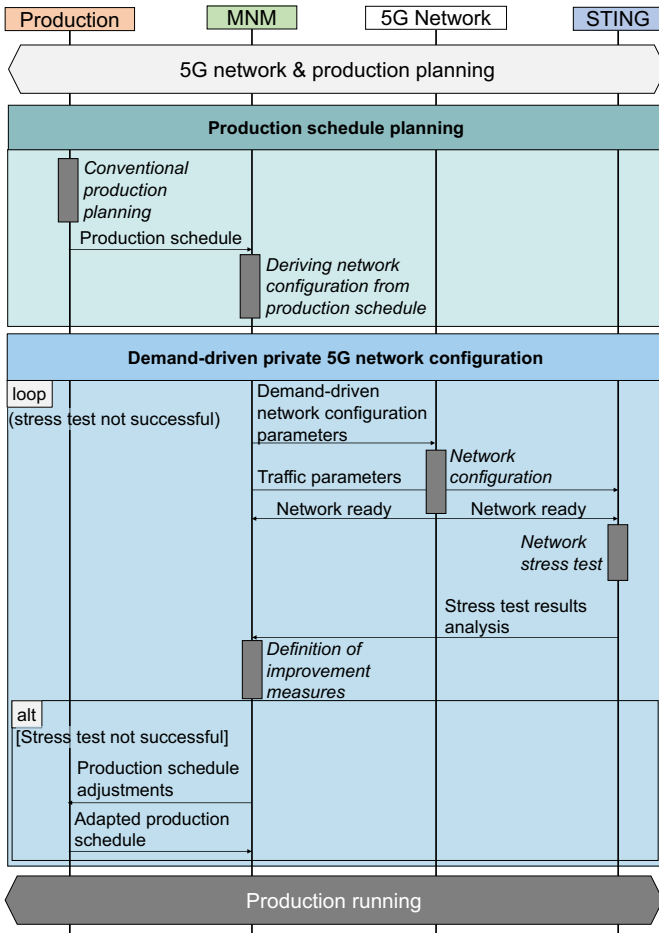 Production
MNM
5G Network
STING
5G network & production planning
Production schedule planning
Conventional
production
planning
Production schedule
Deriving network
configuration from
production schedule
Demand-driven private 5G network configuration
loop
(stress test not successful)
Demand-driven
network configuration
parameters
Network
configuration
Traffic parameters
Network ready
Network ready
Network
stress test
Stress test results
analysis
Definition of
improvement
measures
alt
[Stress test not successful]
Production schedule
adjustments
Adapted production
schedule
Production running